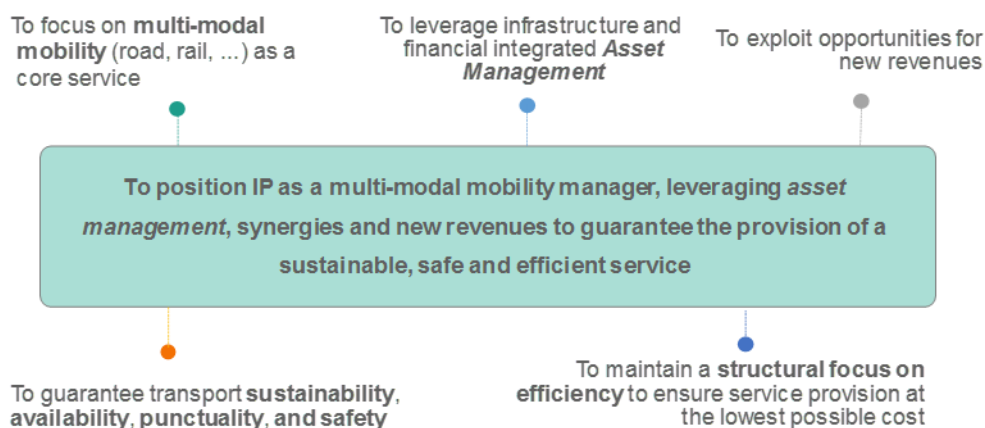 To focus on multi-modal
mobility (road, rail, ...) as a
core service
To leverage infrastructure and
financial integrated Asset
Management
To exploit opportunities for
new revenues
To position IP as a multi-modal mobility manager, leveraging asset
management, synergies and new revenues to guarantee the provision of a
sustainable, safe and efficient service
To guarantee transport sustainability,
availability, punctuality, and safety
To maintain a structural focus on
efficiency to ensure service provision at
the lowest possible cost